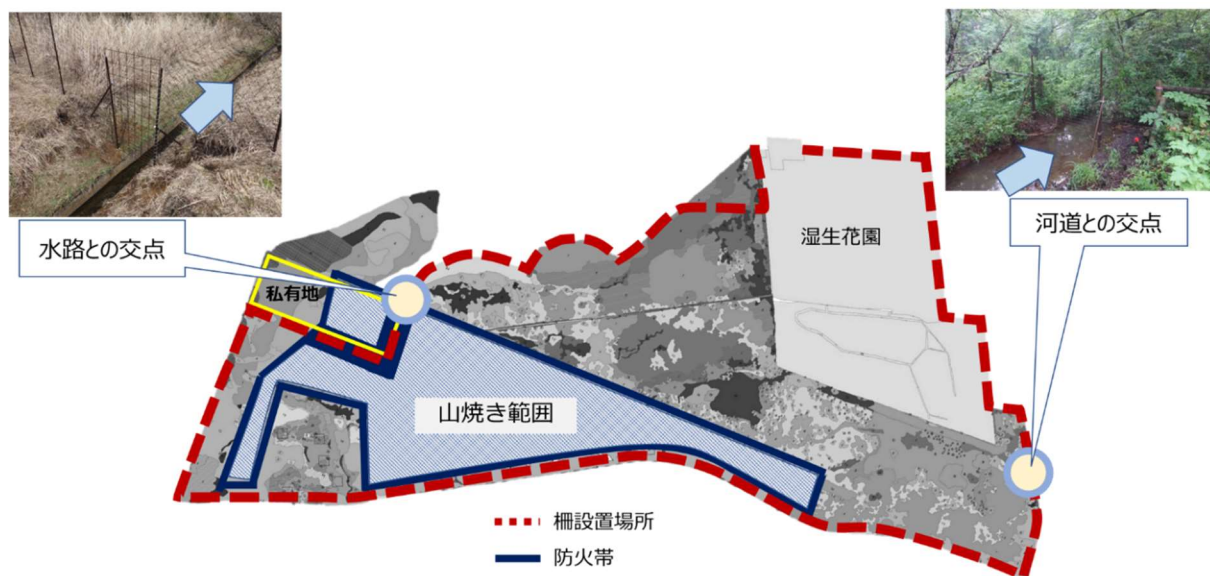 水路との交点
河道との交点
湿生花園
私有地
山焼き範囲
柵設置場所
防火帯